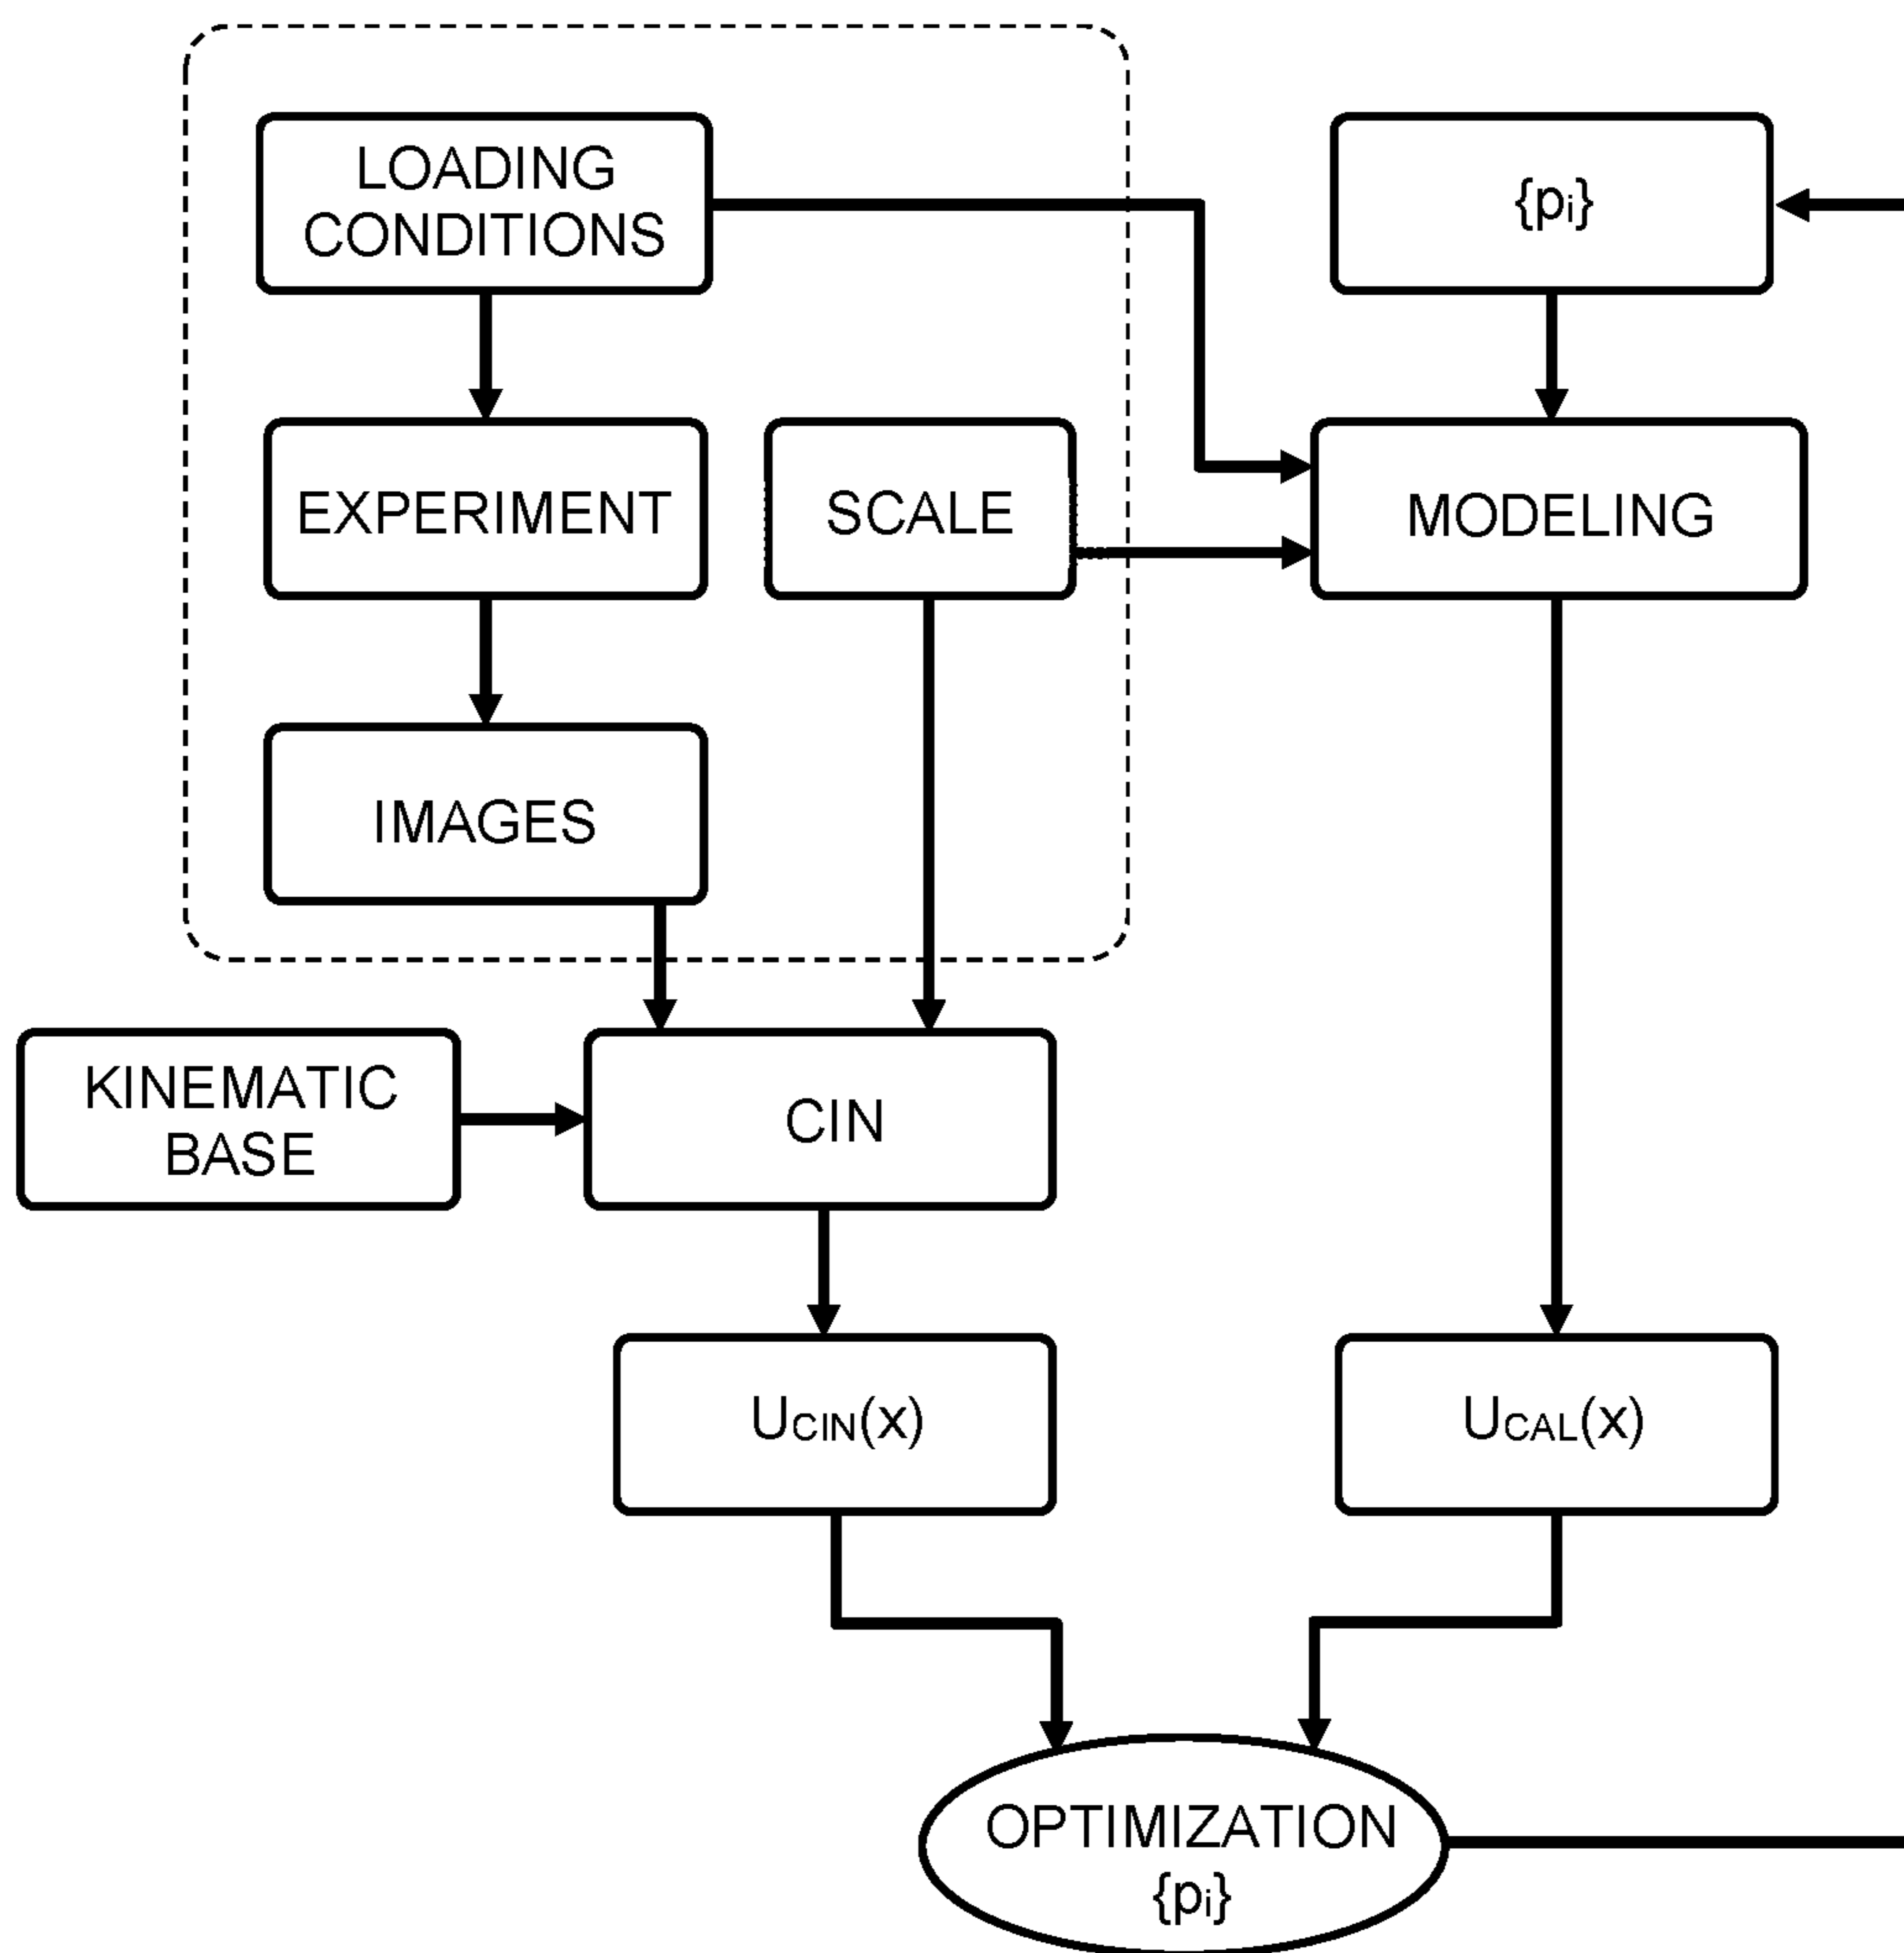 LOADING
CONDITIONS
{pi}
EXPERIMENT
SCALE
MODELING
IMAGES
KINEMATIC
BASE
CIN
UCIN(x)
UCAL(x)
OPTIMIZATION
{pi}